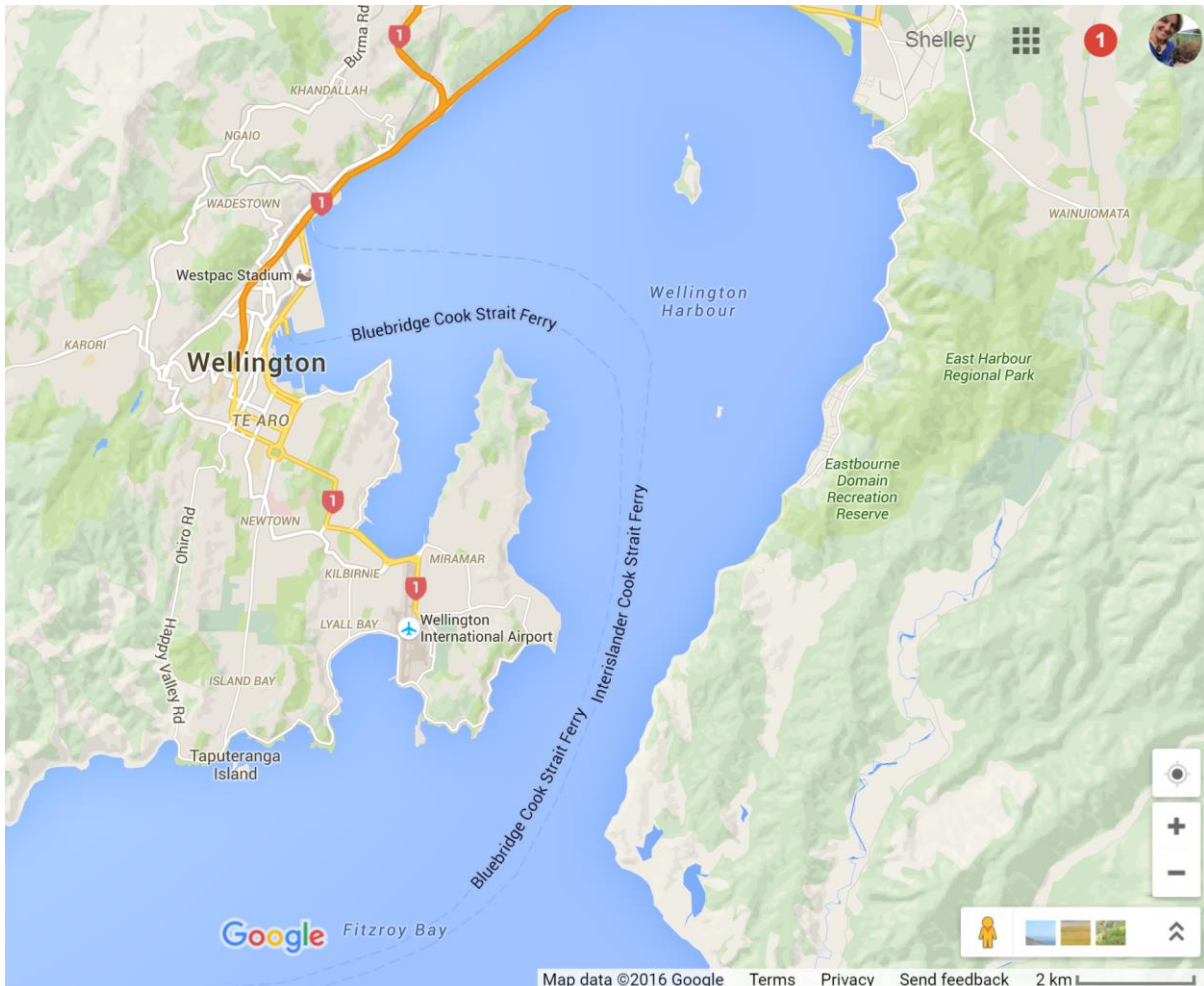 1
Burma Rd
Shelley
1
KHANDALLAH
NGAIO
WADESTOWN
1
WAINUIOMATA
Westpac Stadium
Wellington
Harbour
Bluebridge Cook Strait Ferry
KARORI
Wellington
East Harbour
Regional Park
TE ARO
Eastbourne
Domain
Recreation
Reserve
1
NEWTOWN
Ohiro Rd
Interislander Cook Strait Ferry
KILBIRNIE
MIRAMAR
1
LYALL BAY
Wellington
International Airport
Happy Valley Rd
ISLAND BAY
Taputeranga
Island
Bluebridge Cook Strait Ferry
Google
Fitzroy Bay
Map data ©2016 Google
Terms
Privacy
Send feedback
2 km